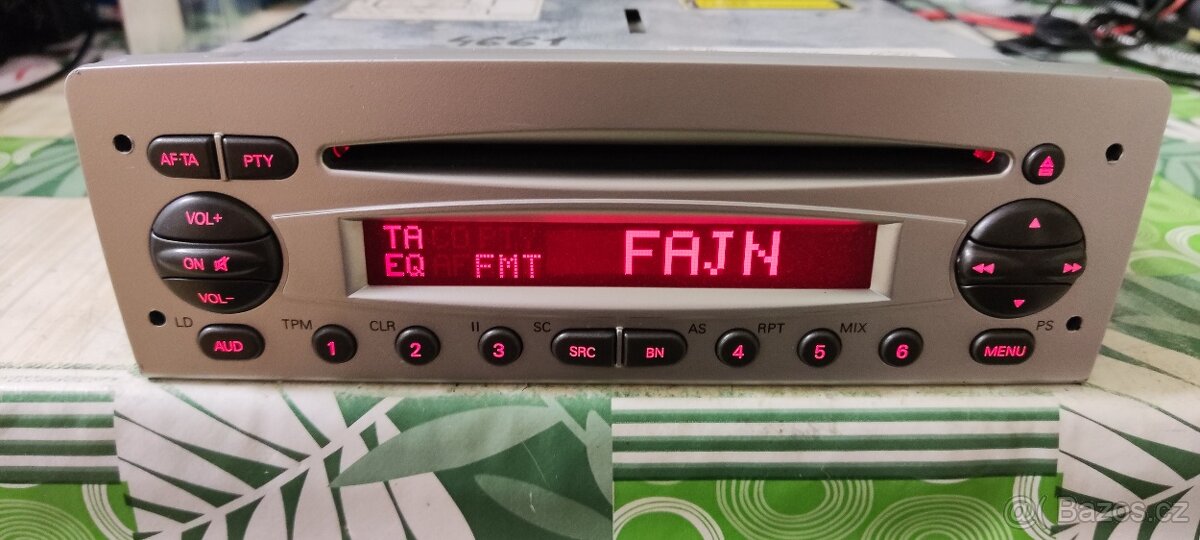 4661
AF·TA PTY
VOL+
ON
VOL-
TA
EQ FMT FAJN
LD TPM CLR II SC AS RPT MIX PS
AUD 1 2 3 SRC BN 4 5 6 MENU
Bazos.cz